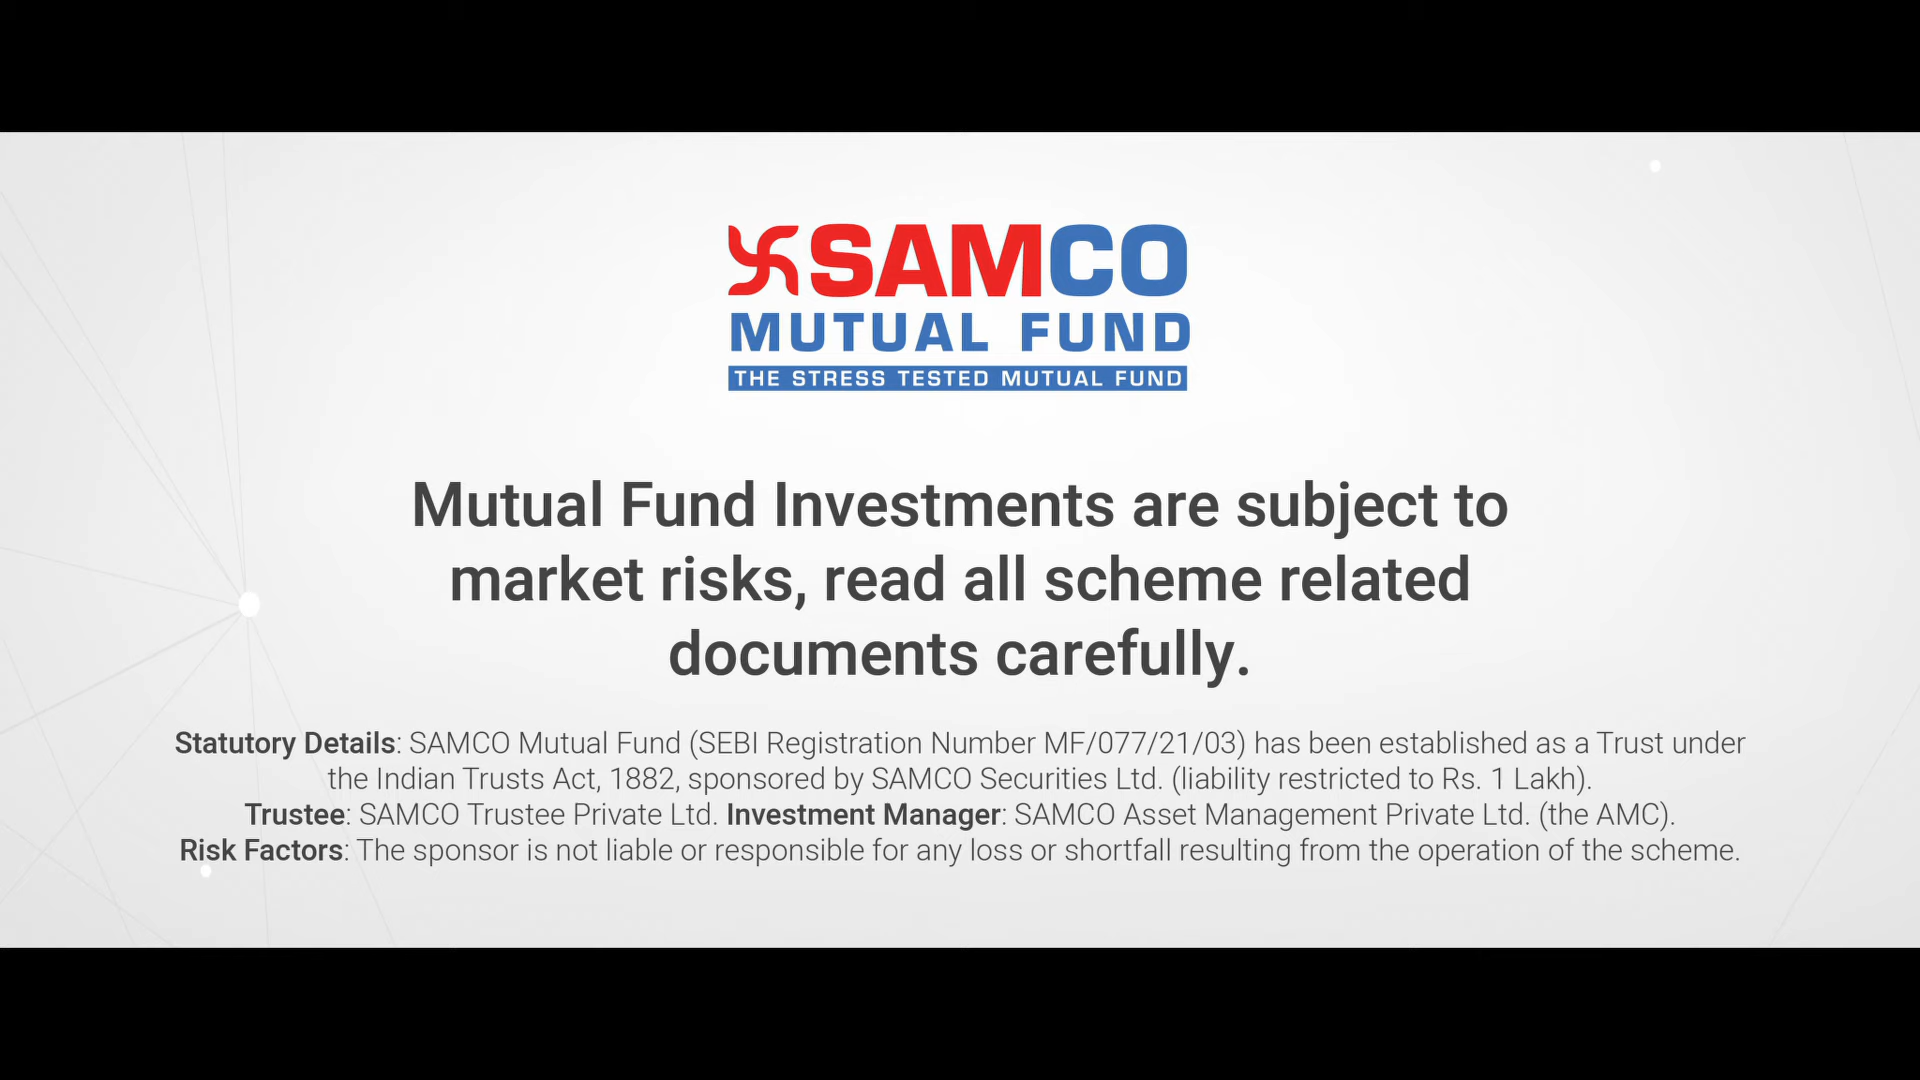 SAMCO
MUTUAL FUND
THE STRESS TESTED MUTUAL FUND
Mutual Fund Investments are subject to
market risks, read all scheme related
documents carefully.
Statutory Details: SAMCO Mutual Fund (SEBI Registration Number MF/077/21/03) has been established as a Trust under
the Indian Trusts Act, 1882, sponsored by SAMCO Securities Ltd. (liability restricted to Rs. 1 Lakh).
Trustee: SAMCO Trustee Private Ltd. Investment Manager: SAMCO Asset Management Private Ltd. (the AMC).
Risk Factors: The sponsor is not liable or responsible for any loss or shortfall resulting from the operation of the scheme.